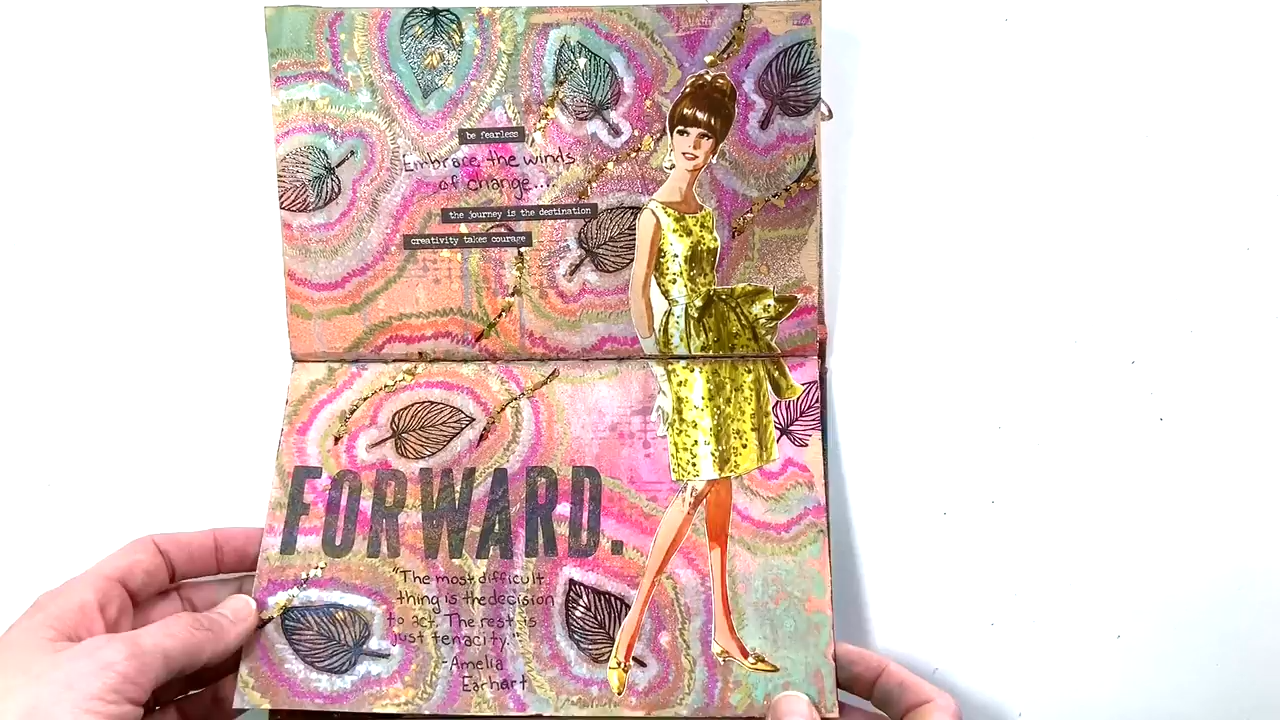 be fearless
Embrace the winds
of change....
the journey is the destination
creativity takes courage
FORWARD.
"The most difficult
thing is the decision
to act. The rest is
just tenacity."
-Amelia
Earhart